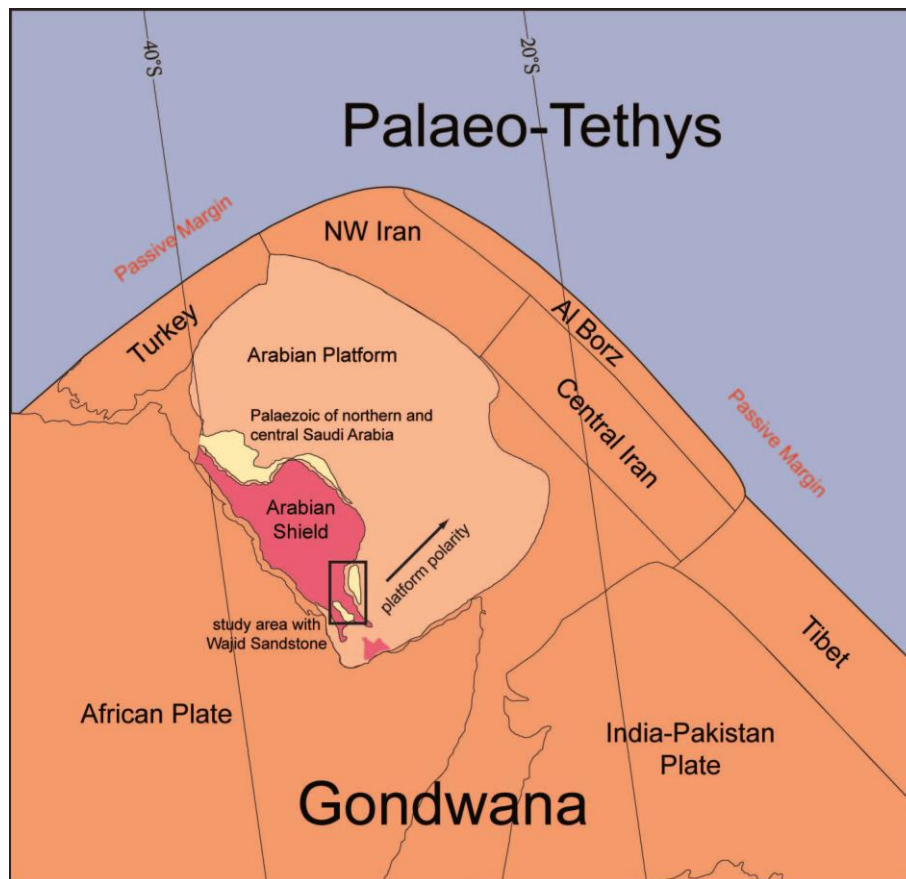 40°S
20°S
Palaeo-Tethys
Passive Margin
NW Iran
Turkey
Al Borz
Arabian Platform
Central Iran
Passive Margin
Palaezoic of northern and
central Saudi Arabia
Arabian
Shield
platform polarity
study area with
Wajid Sandstone
Tibet
African Plate
India-Pakistan
Plate
Gondwana